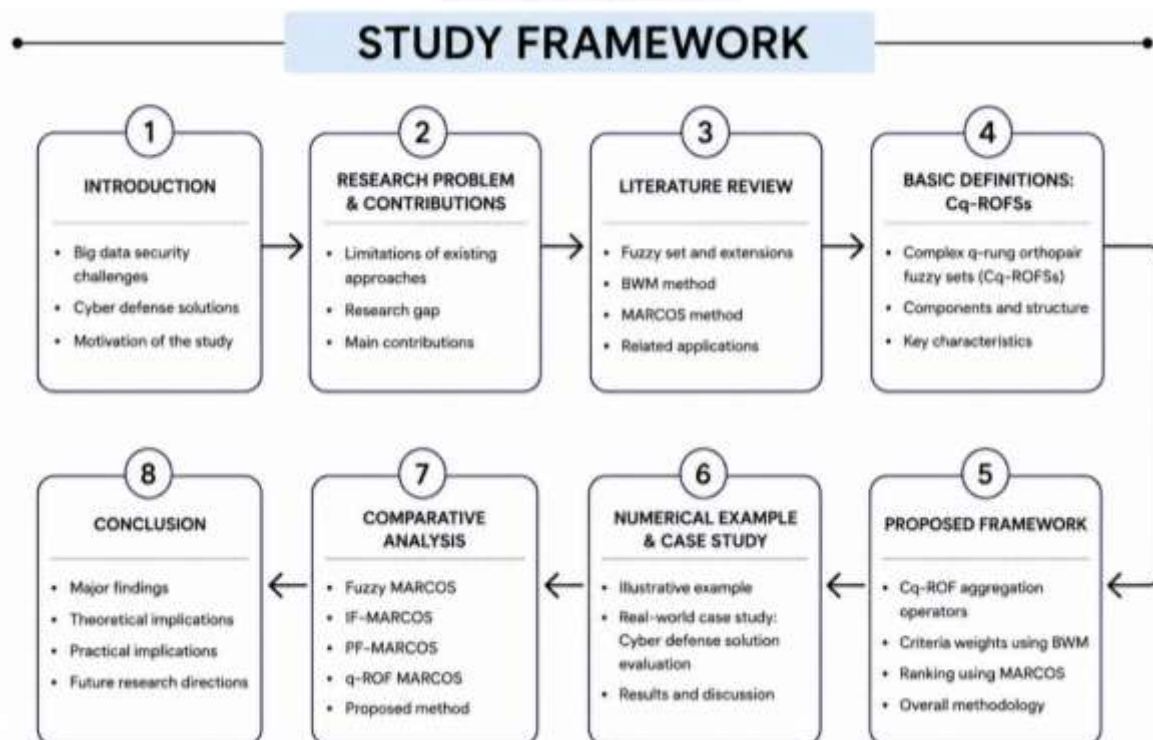 STUDY FRAMEWORK
1
INTRODUCTION
• Big data security
challenges
• Cyber defense solutions
• Motivation of the study
2
RESEARCH PROBLEM
& CONTRIBUTIONS
• Limitations of existing
approaches
• Research gap
• Main contributions
3
LITERATURE REVIEW
• Fuzzy set and extensions
• BWM method
• MARCOS method
• Related applications
4
BASIC DEFINITIONS:
Cq-ROFSs
• Complex q-rung orthopair
fuzzy sets (Cq-ROFSs)
• Components and structure
• Key characteristics
5
PROPOSED FRAMEWORK
• Cq-ROF aggregation
operators
• Criteria weights using BWM
• Ranking using MARCOS
• Overall methodology
6
NUMERICAL EXAMPLE
& CASE STUDY
• Illustrative example
• Real-world case study:
Cyber defense solution
evaluation
• Results and discussion
7
COMPARATIVE
ANALYSIS
• Fuzzy MARCOS
• IF-MARCOS
• PF-MARCOS
• q-ROF MARCOS
• Proposed method
8
CONCLUSION
• Major findings
• Theoretical implications
• Practical implications
• Future research directions